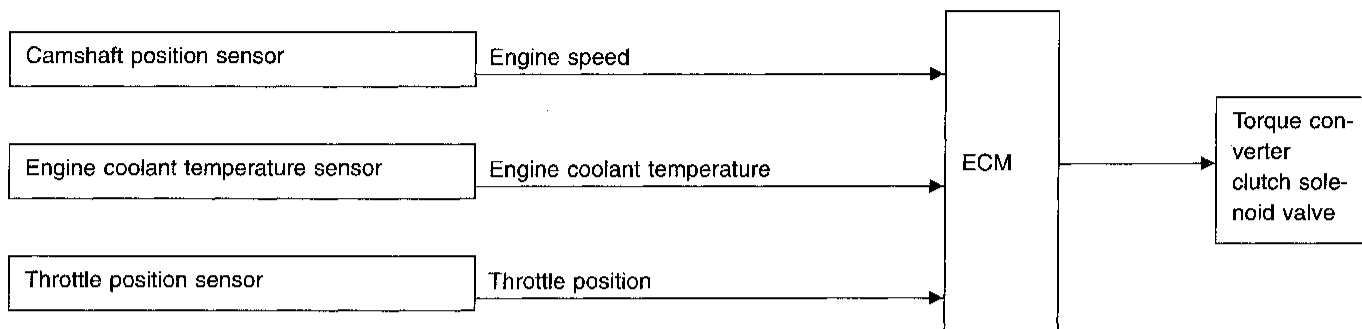 Camshaft position sensor
Engine speed
Engine coolant temperature sensor
Engine coolant temperature
Throttle position sensor
Throttle position
ECM
Torque con-
verter
clutch sole-
noid valve